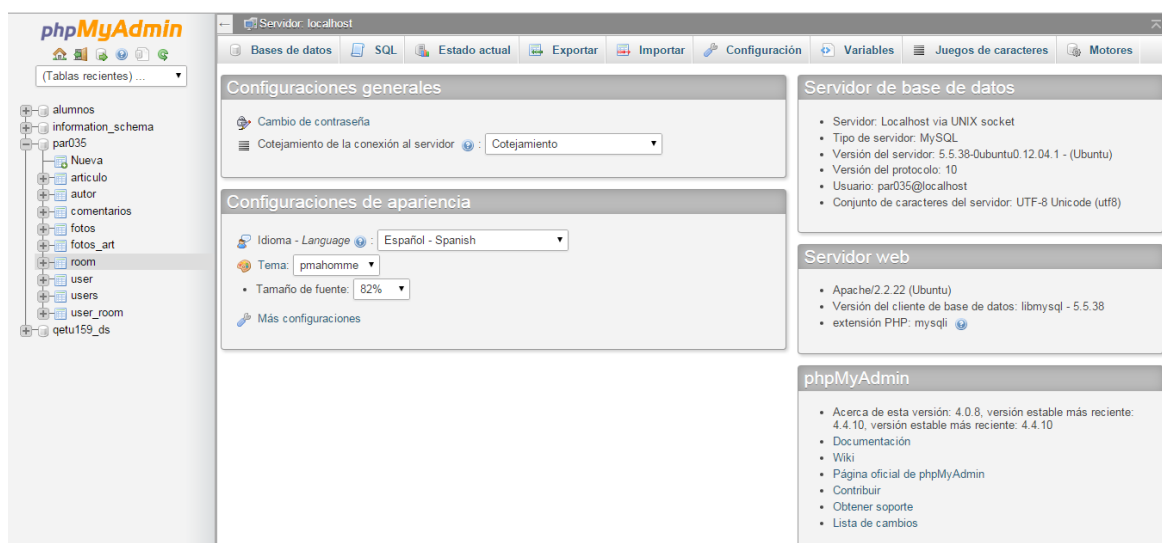 phpMyAdmin
(Tablas recientes) ...
alumnos
information_schema
par035
Nueva
articulo
autor
comentarios
fotos
fotos_art
room
user
users
user_room
qetu159_ds
Servidor: localhost
Bases de datos
SQL
Estado actual
Exportar
Importar
Configuración
Variables
Juegos de caracteres
Motores
Configuraciones generales
Cambio de contraseña
Cotejamiento de la conexión al servidor : Cotejamiento
Configuraciones de apariencia
Idioma - Language : Español - Spanish
Tema: pmahomme
Tamaño de fuente: 82%
Más configuraciones
Servidor de base de datos
Servidor: Localhost via UNIX socket
Tipo de servidor: MySQL
Versión del servidor: 5.5.38-0ubuntu0.12.04.1 - (Ubuntu)
Versión del protocolo: 10
Usuario: par035@localhost
Conjunto de caracteres del servidor: UTF-8 Unicode (utf8)
Servidor web
Apache/2.2.22 (Ubuntu)
Versión del cliente de base de datos: libmysql - 5.5.38
extensión PHP: mysqli
phpMyAdmin
Acerca de esta versión: 4.0.8, versión estable más reciente:
4.4.10, versión estable más reciente: 4.4.10
Documentación
Wiki
Página oficial de phpMyAdmin
Contribuir
Obtener soporte
Lista de cambios